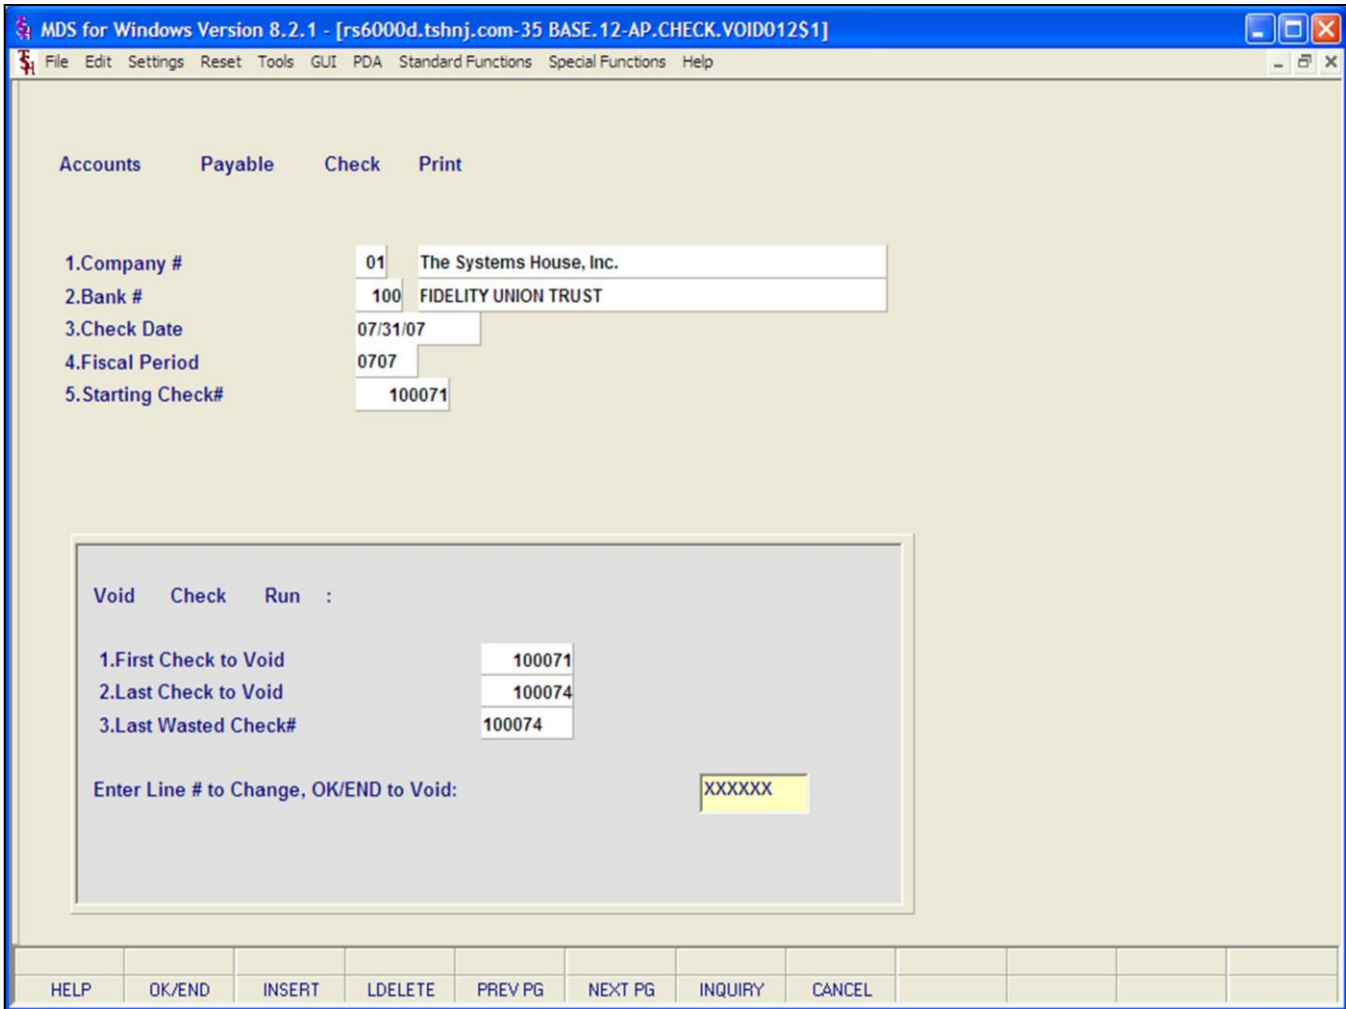 MDS for Windows Version 8.2.1 - [rs6000d.tshnj.com-35 BASE.12-AP.CHECK.VOID012$1]
File Edit Settings Reset Tools GUI PDA Standard Functions Special Functions Help
Accounts Payable Check Print
1.Company # 01 The Systems House, Inc.
2.Bank # 100 FIDELITY UNION TRUST
3.Check Date 07/31/07
4.Fiscal Period 0707
5.Starting Check# 100071
Void Check Run :
1.First Check to Void 100071
2.Last Check to Void 100074
3.Last Wasted Check# 100074
Enter Line # to Change, OK/END to Void: XXXXXX
HELP OK/END INSERT LDELETE PREV PG NEXT PG INQUIRY CANCEL